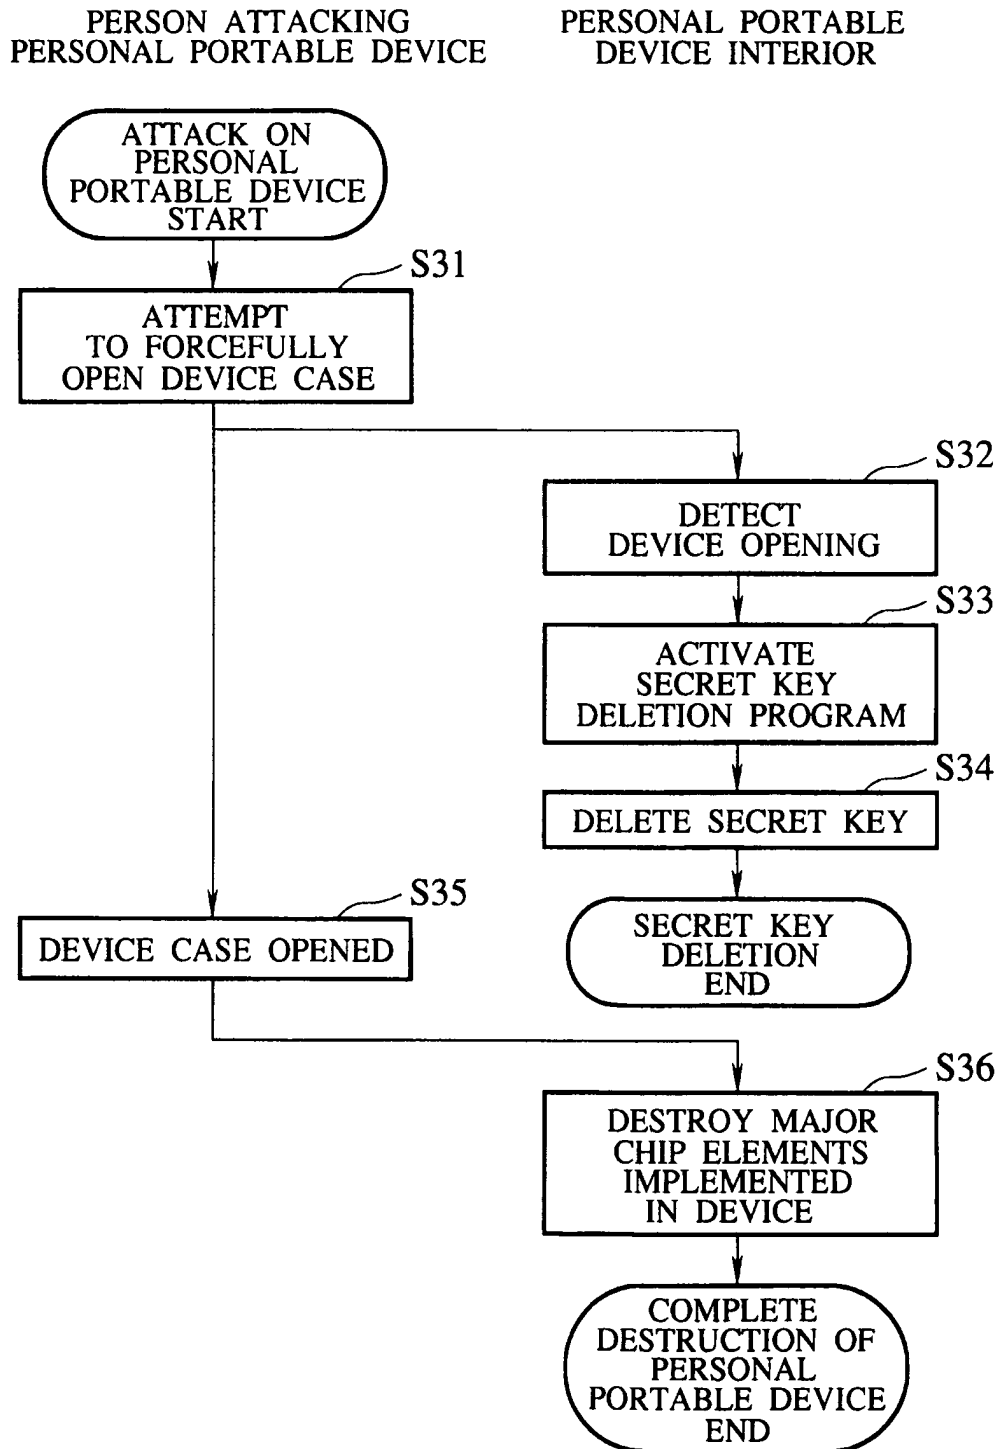 PERSON ATTACKING
PERSONAL PORTABLE DEVICE
PERSONAL PORTABLE
DEVICE INTERIOR
ATTACK ON
PERSONAL
PORTABLE DEVICE
START
S31
ATTEMPT
TO FORCEFULLY
OPEN DEVICE CASE
S32
DETECT
DEVICE OPENING
S33
ACTIVATE
SECRET KEY
DELETION PROGRAM
S34
DELETE SECRET KEY
SECRET KEY
DELETION
END
S35
DEVICE CASE OPENED
S36
DESTROY MAJOR
CHIP ELEMENTS
IMPLEMENTED
IN DEVICE
COMPLETE
DESTRUCTION OF
PERSONAL
PORTABLE DEVICE
END